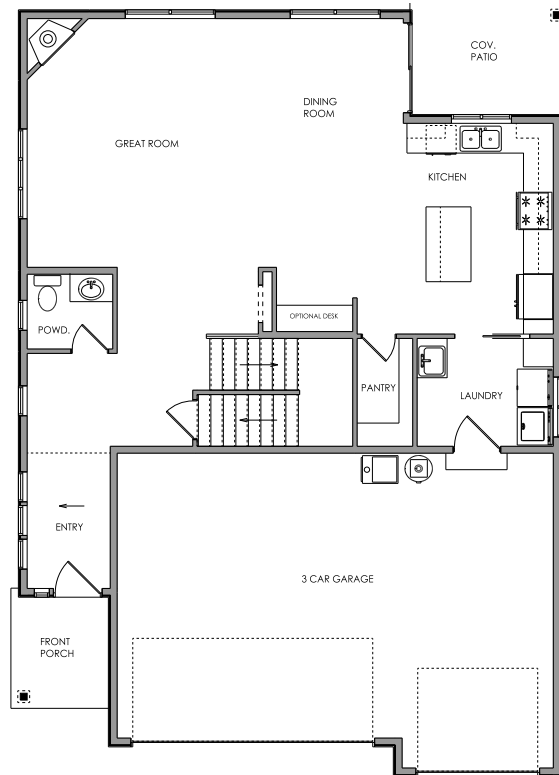 COV.
PATIO
DINING
ROOM
GREAT ROOM
KITCHEN
OPTIONAL DESK
POWD.
PANTRY
LAUNDRY
ENTRY
3 CAR GARAGE
FRONT
PORCH